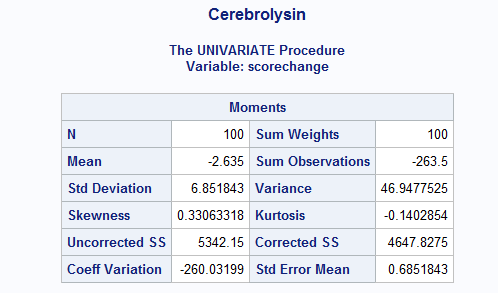 Cerebrolysin
The UNIVARIATE Procedure
Variable: scorechange
Moments
N 100 Sum Weights 100
Mean -2.635 Sum Observations -263.5
Std Deviation 6.851843 Variance 46.9477525
Skewness 0.33063318 Kurtosis -0.1402854
Uncorrected SS 5342.15 Corrected SS 4647.8275
Coeff Variation -260.03199 Std Error Mean 0.6851843